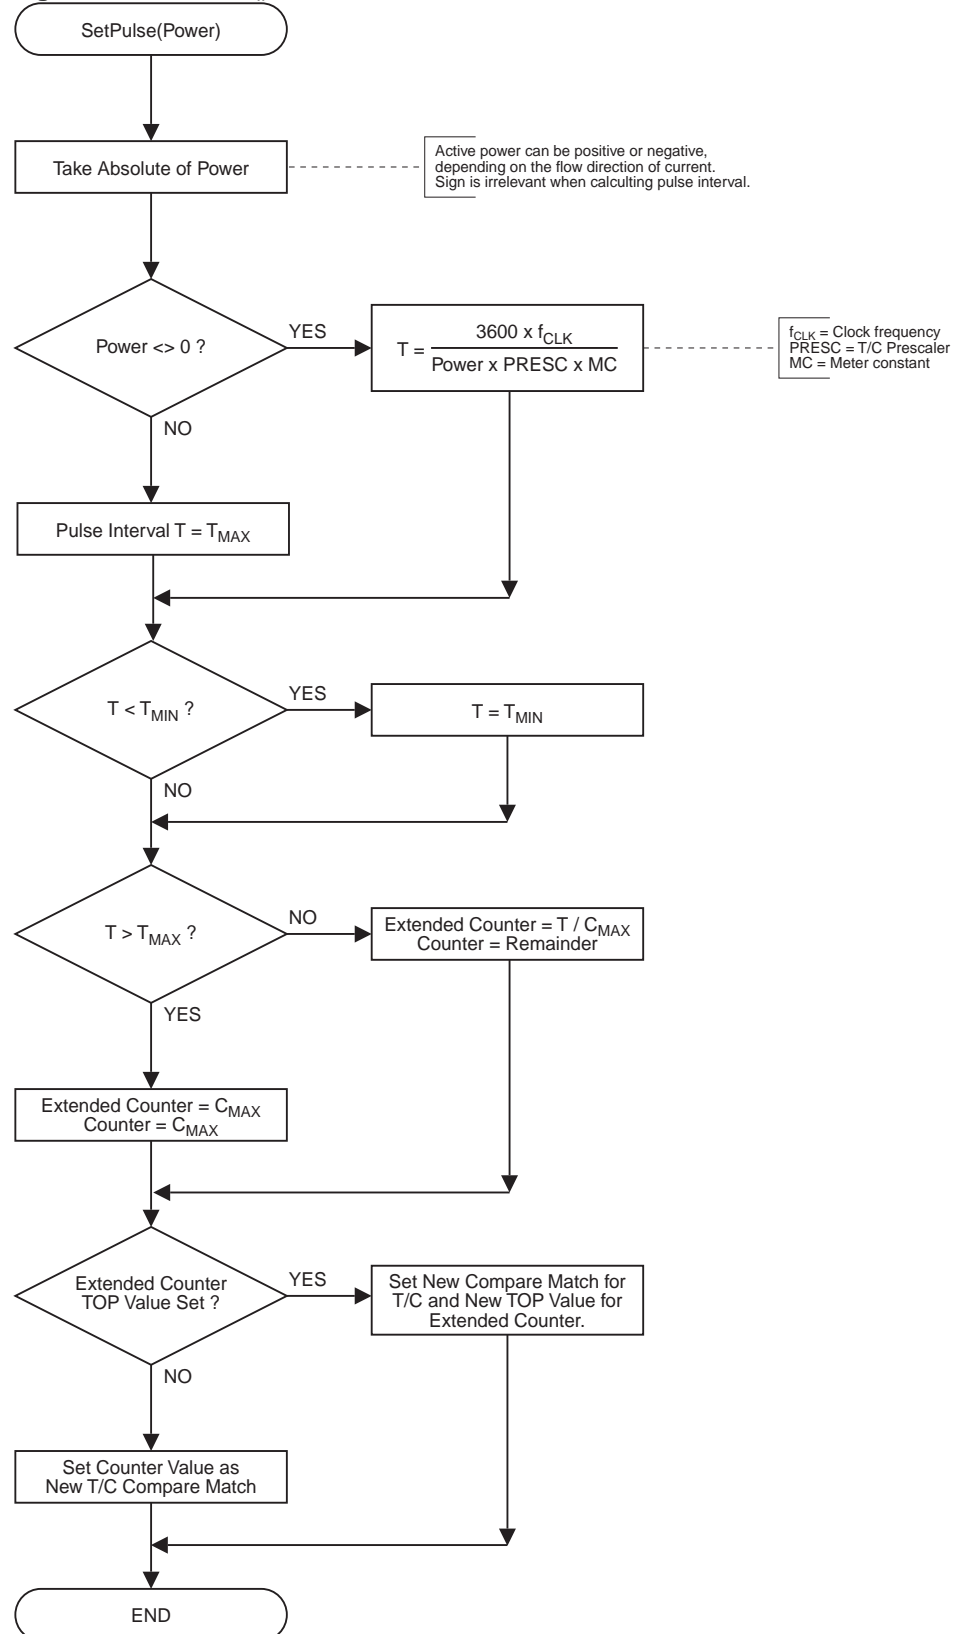 SetPulse(Power)
Take Absolute of Power
Active power can be positive or negative,
depending on the flow direction of current.
Sign is irrelevant when calculting pulse interval.
Power <> 0 ?
YES
T = 3600 x fCLK
Power x PRESC x MC
fCLK = Clock frequency
PRESC = T/C Prescaler
MC = Meter constant
NO
Pulse Interval T = TMAX
T < TMIN ?
YES
T = TMIN
NO
T > TMAX ?
NO
Extended Counter = T / CMAX
Counter = Remainder
YES
Extended Counter = CMAX
Counter = CMAX
Extended Counter
TOP Value Set ?
YES
Set New Compare Match for
T/C and New TOP Value for
Extended Counter.
NO
Set Counter Value as
New T/C Compare Match
END